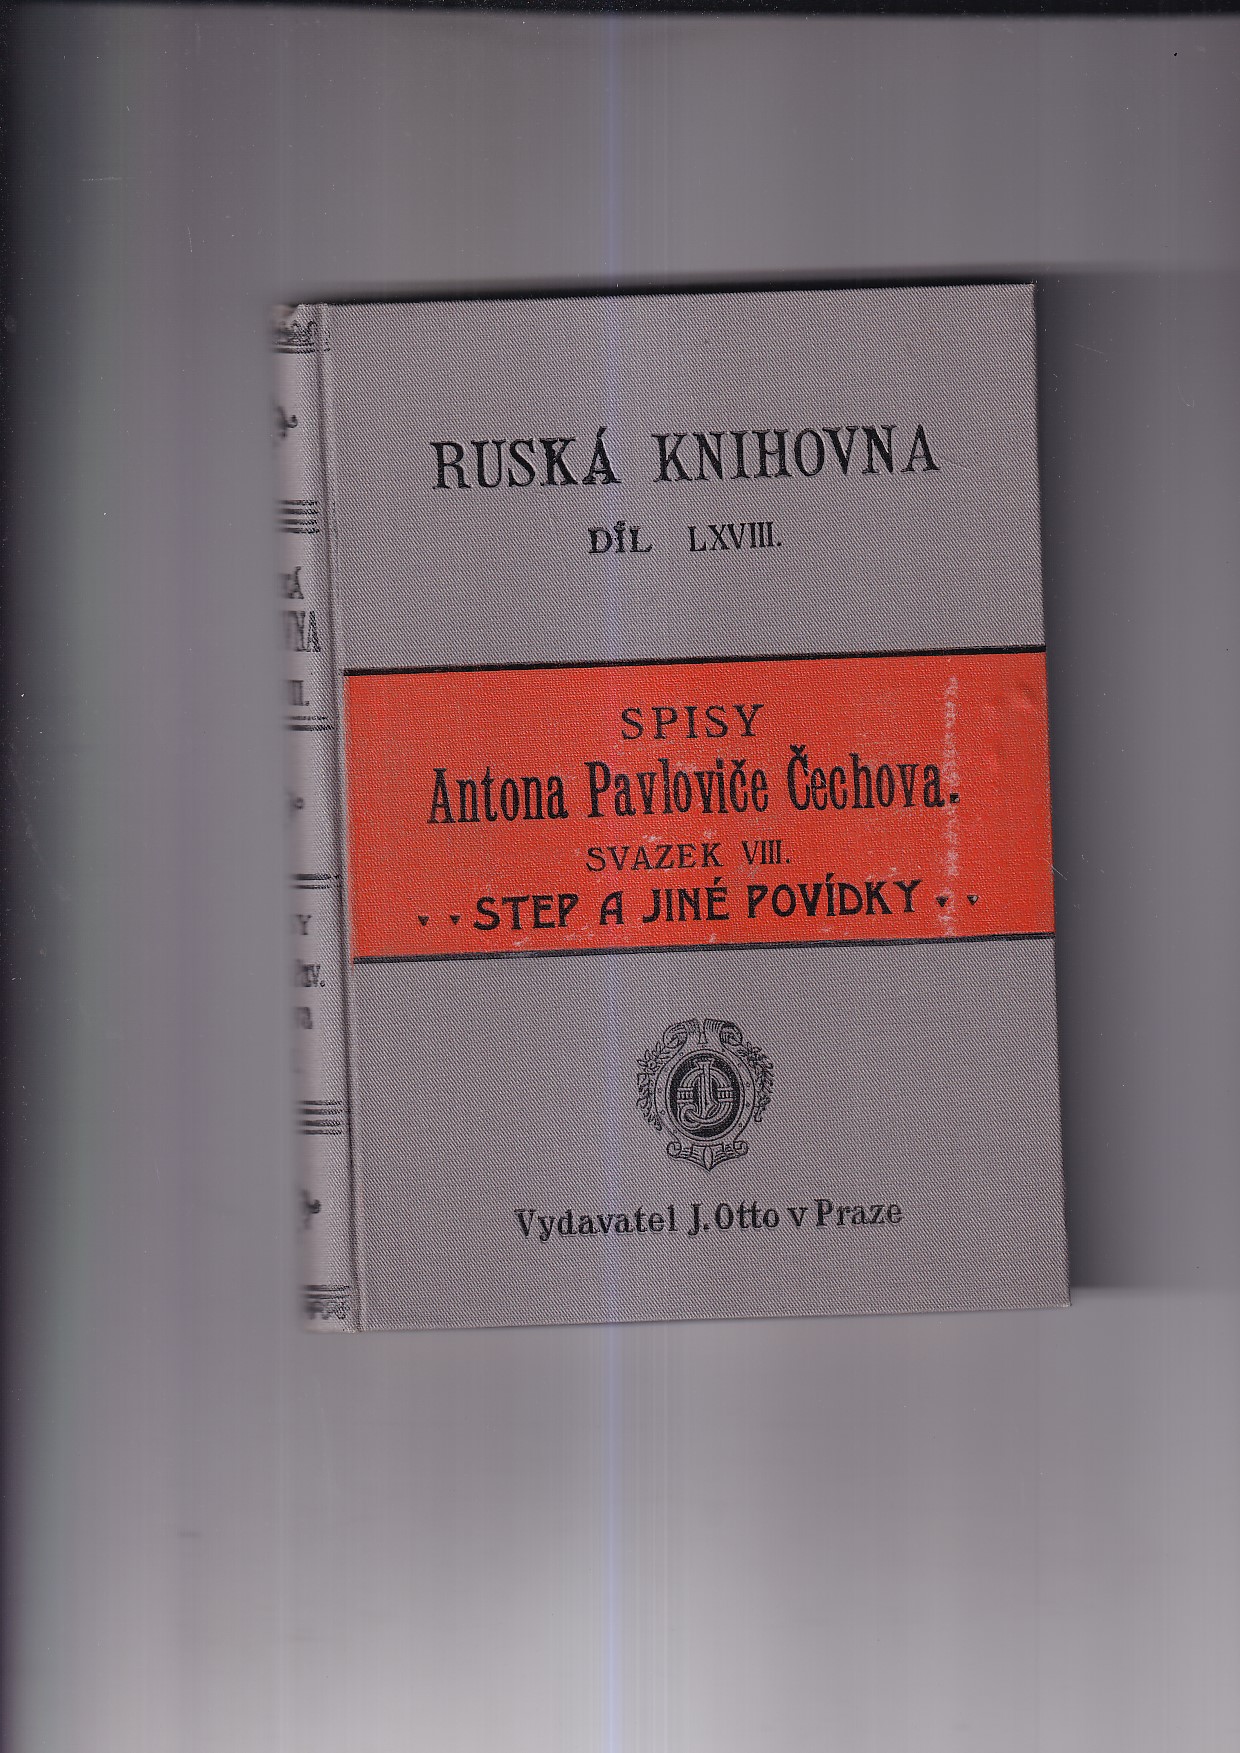 RUSKÁ KNIHOVNA
DÍL LXVIII.
SPISY
Antona Pavloviče Čechova.
SVAZEK VIII.
STEP A JINÉ POVÍDKY
Vydavatel J. Otto v Praze